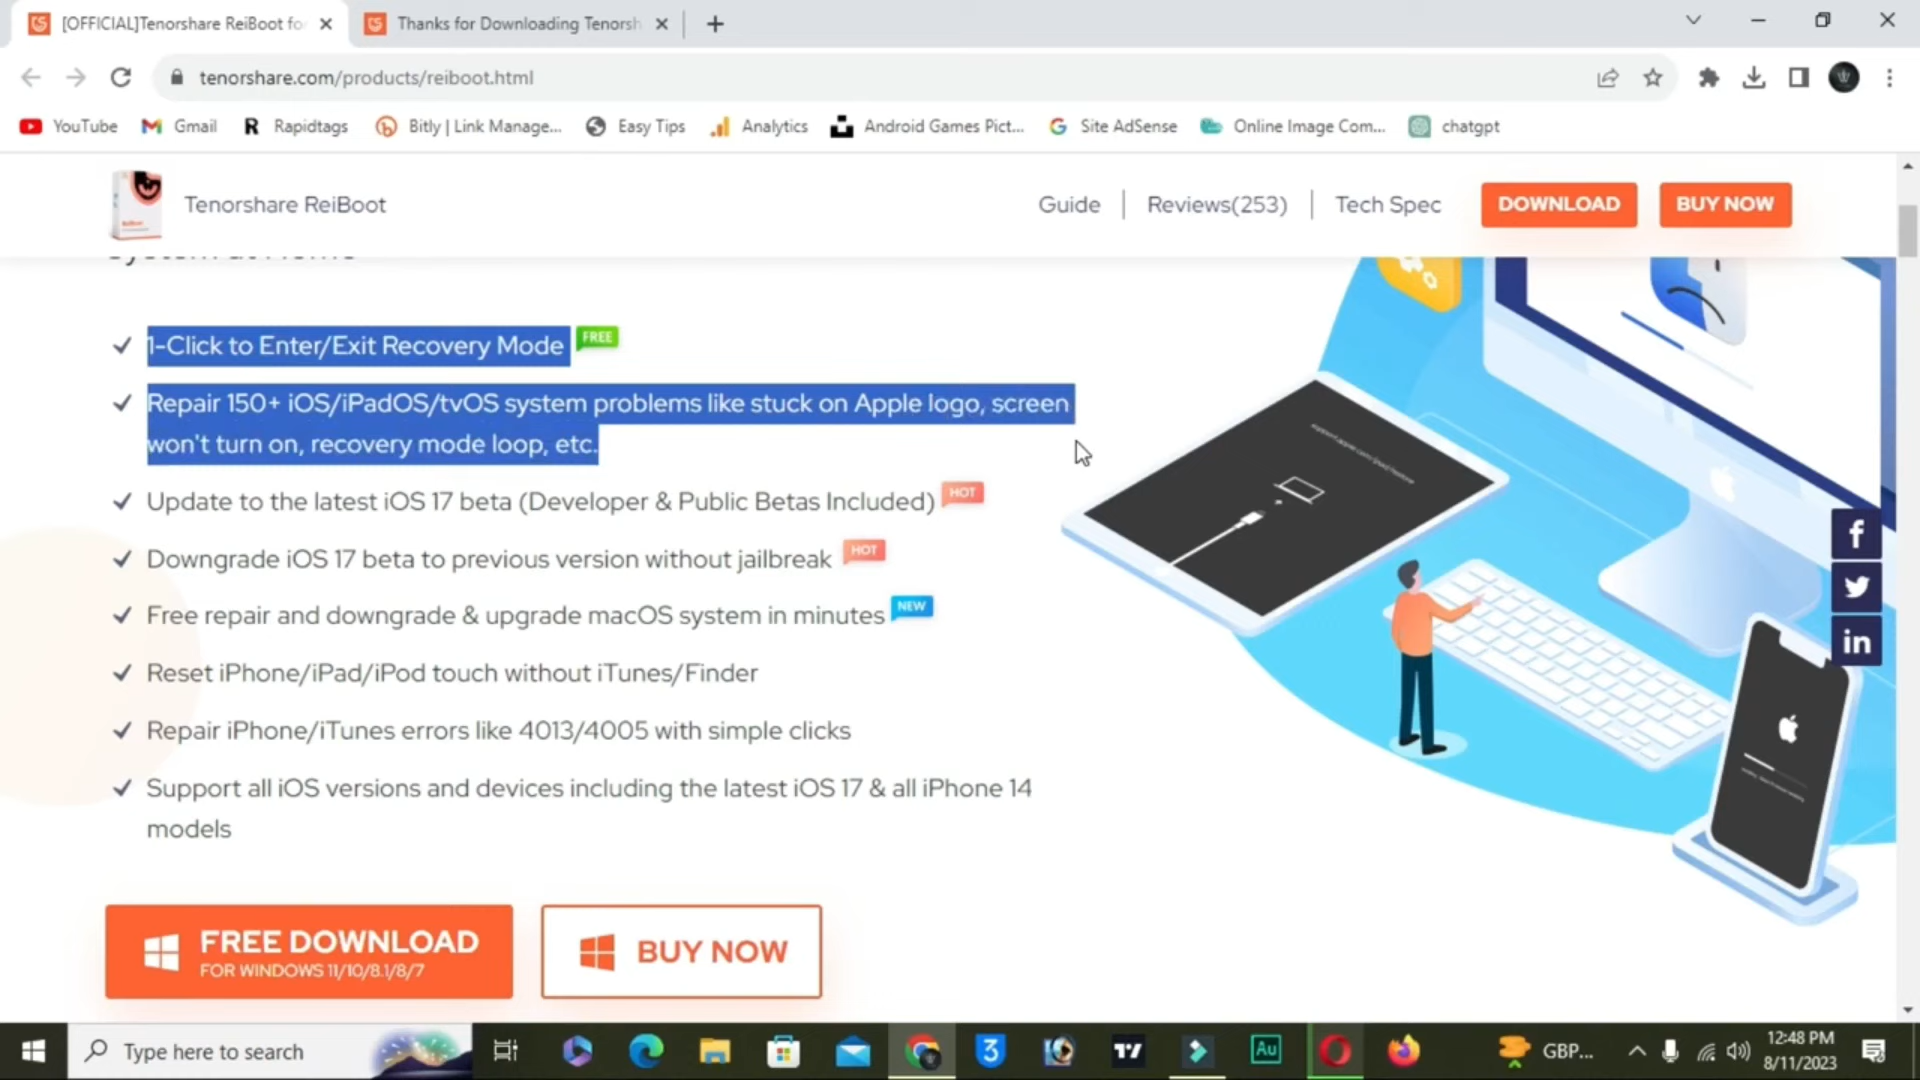 [OFFICIAL]Tenorshare ReiBoot fo
Thanks for Downloading Tenorsh
tenorshare.com/products/reiboot.html
YouTube
Gmail
Rapidtags
Bitly | Link Manage...
Easy Tips
Analytics
Android Games Pict...
Site AdSense
Online Image Com...
chatgpt
Tenorshare ReiBoot
Guide
Reviews(253)
Tech Spec
DOWNLOAD
BUY NOW
1-Click to Enter/Exit Recovery Mode FREE
Repair 150+ iOS/iPadOS/tvOS system problems like stuck on Apple logo, screen
won't turn on, recovery mode loop, etc.
Update to the latest iOS 17 beta (Developer & Public Betas Included) HOT
Downgrade iOS 17 beta to previous version without jailbreak HOT
Free repair and downgrade & upgrade macOS system in minutes NEW
Reset iPhone/iPad/iPod touch without iTunes/Finder
Repair iPhone/iTunes errors like 4013/4005 with simple clicks
Support all iOS versions and devices including the latest iOS 17 & all iPhone 14
models
FREE DOWNLOAD
FOR WINDOWS 11/10/8.1/8/7
BUY NOW
Type here to search
GBP...
12:48 PM
8/11/2023